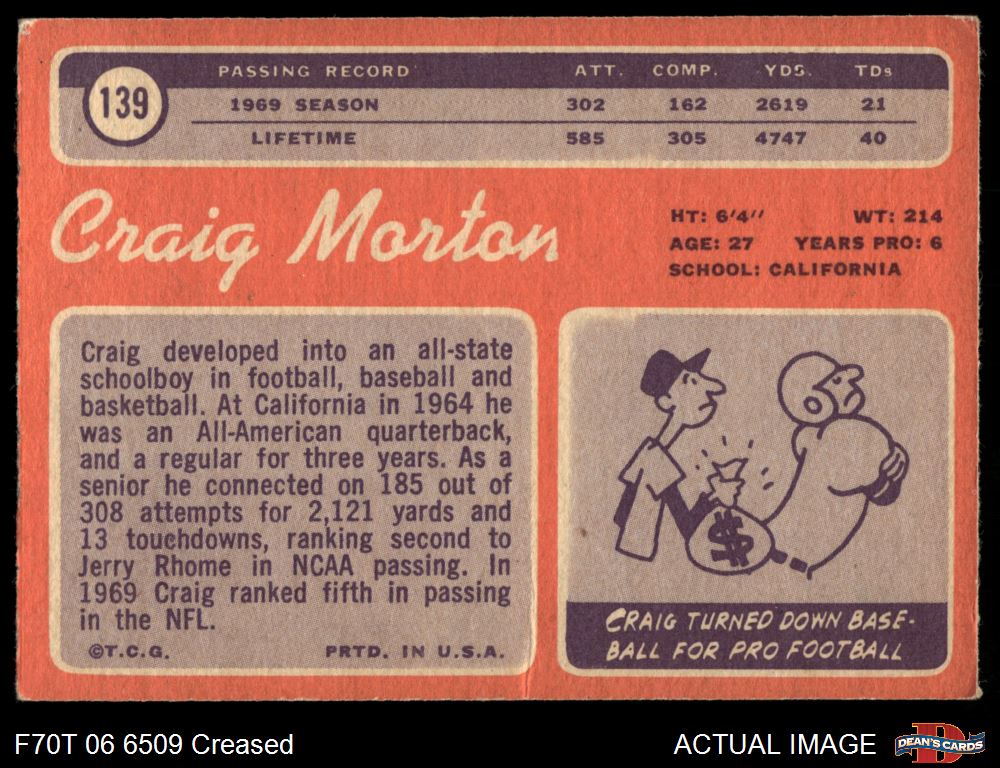 PASSING RECORD ATT. COMP. YDS. TDs
139
1969 SEASON 302 162 2619 21
LIFETIME 585 305 4747 40
Craig Morton
HT: 6'4" WT: 214
AGE: 27 YEARS PRO: 6
SCHOOL: CALIFORNIA
Craig developed into an all-state
schoolboy in football, baseball and
basketball. At California in 1964 he
was an All-American quarterback,
and a regular for three years. As a
senior he connected on 185 out of
308 attempts for 2,121 yards and
13 touchdowns, ranking second to
Jerry Rhome in NCAA passing. In
1969 Craig ranked fifth in passing
in the NFL.
©T.C.G. PRTD. IN U.S.A.
$
CRAIG TURNED DOWN BASE-
BALL FOR PRO FOOTBALL
F70T 06 6509 Creased
ACTUAL IMAGE
D
DEAN'S CARDS